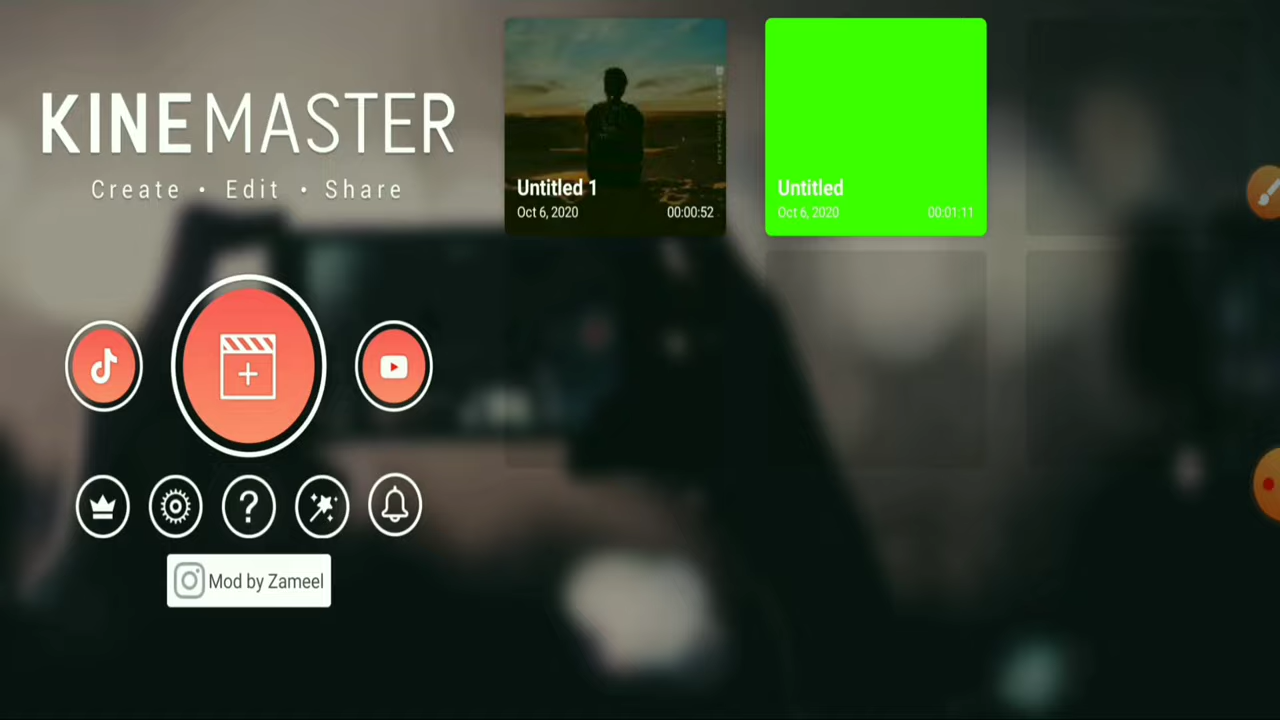 KINEMASTER
Create • Edit • Share
Untitled 1
Oct 6, 2020 00:00:52
Untitled
Oct 6, 2020 00:01:11
Mod by Zameel